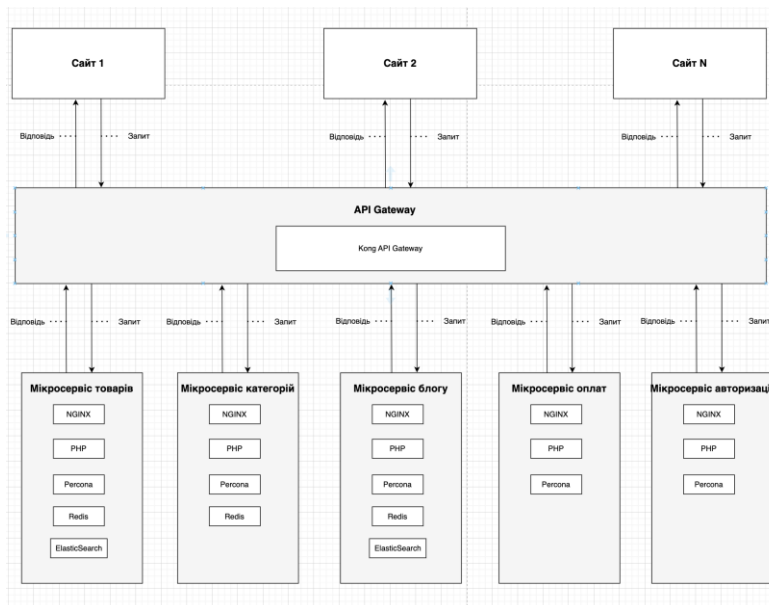 Сайт 1
Сайт 2
Сайт N
Відповідь
Запит
Відповідь
Запит
Відповідь
Запит
API Gateway
Kong API Gateway
Відповідь
Запит
Відповідь
Запит
Відповідь
Запит
Відповідь
Запит
Відповідь
Запит
Мікросервіс товарів
NGINX
PHP
Percona
Redis
ElasticSearch
Мікросервіс категорій
NGINX
PHP
Percona
Redis
Мікросервіс блогу
NGINX
PHP
Percona
Redis
ElasticSearch
Мікросервіс оплат
NGINX
PHP
Percona
Мікросервіс авторизаці
NGINX
PHP
Percona